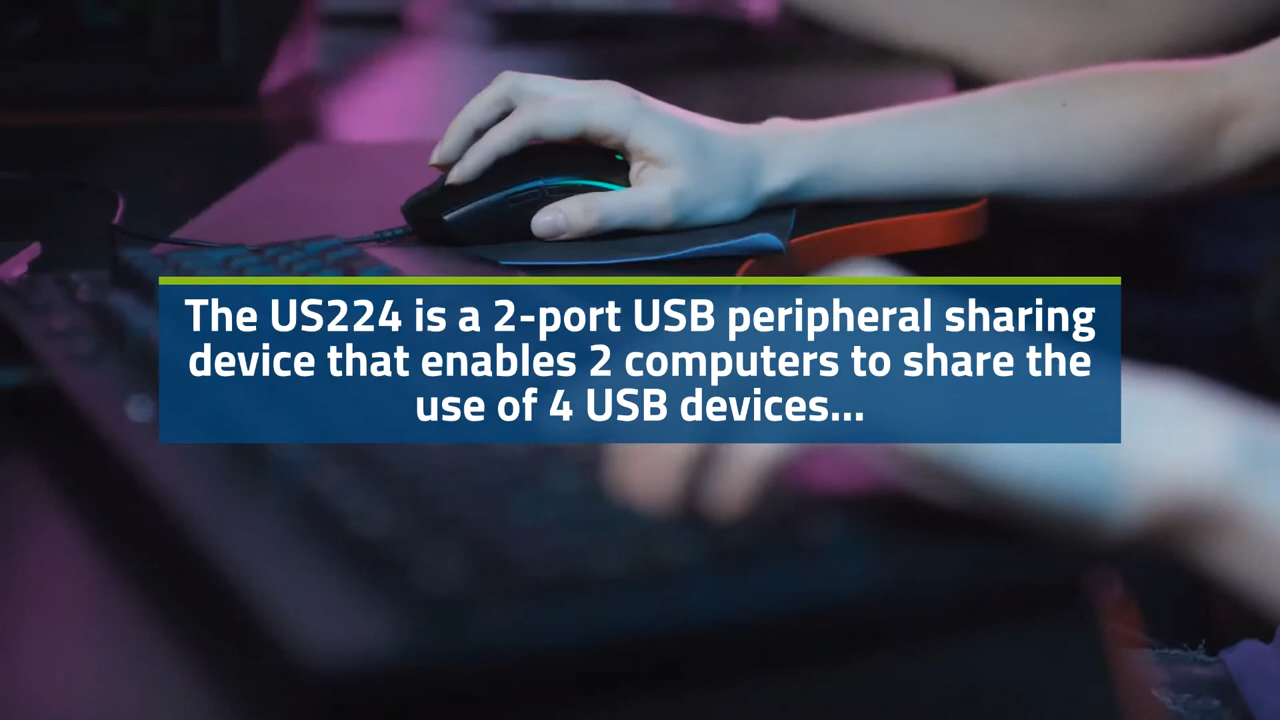 The US224 is a 2-port USB peripheral sharing
device that enables 2 computers to share the
use of 4 USB devices...